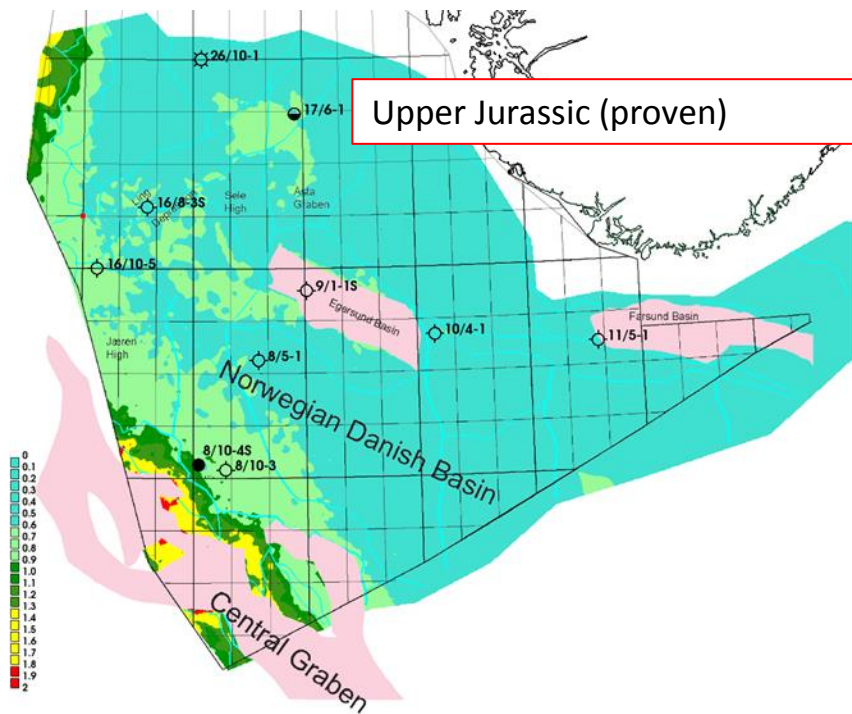 26/10-1
Upper Jurassic (proven)
17/6-1
Ling
Depression
16/8-3S
Sele
High
Åsta
Graben
16/10-5
9/1-1S
Egersund Basin
10/4-1
Farsund Basin
11/5-1
Jæren
High
8/5-1
Norwegian Danish Basin
8/10-4S
8/10-3
Central Graben
0
0.1
0.2
0.3
0.4
0.5
0.6
0.7
0.8
0.9
1.0
1.1
1.2
1.3
1.4
1.5
1.6
1.7
1.8
1.9
2